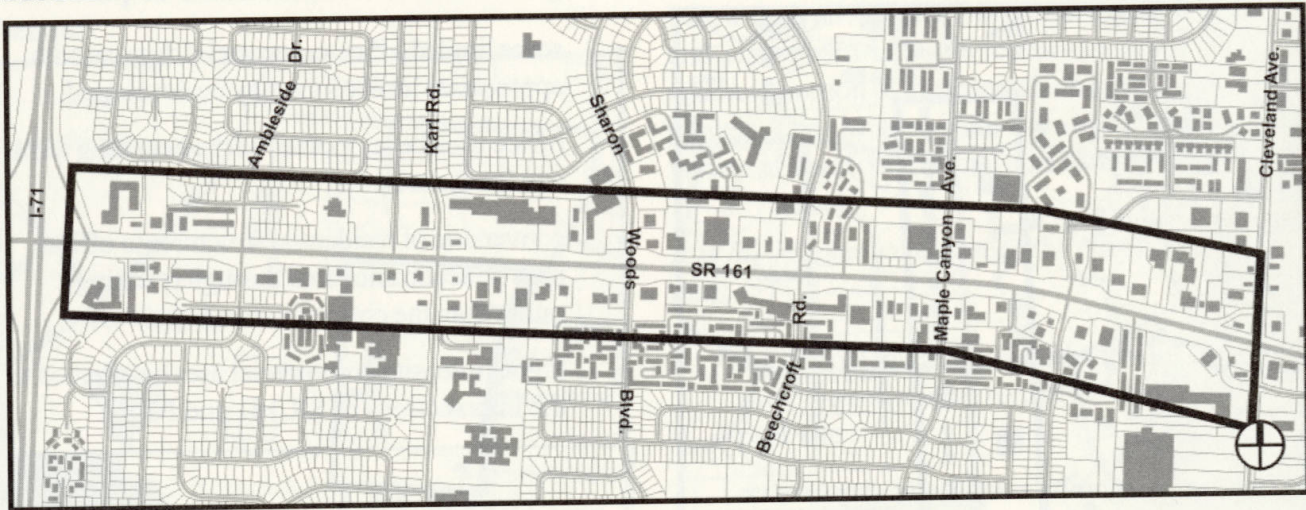 I-71
Ambleside Dr.
Karl Rd.
Sharon
Woods
Blvd.
SR 161
Beechcroft
Rd.
Maple Canyon
Ave.
Cleveland Ave.